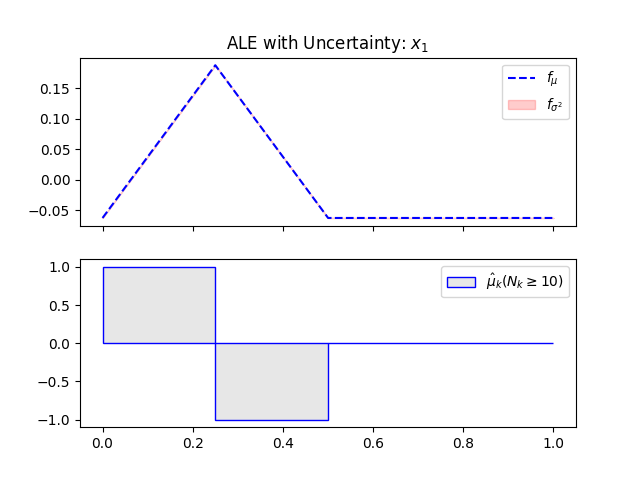 ALE with Uncertainty: $x_1$
0.15
0.10
0.05
0.00
−0.05
$f_\mu$
$f_{\sigma^2}$
1.0
0.5
0.0
−0.5
−1.0
$\hat{\mu}_k(N_k \geq 10)$
0.0 0.2 0.4 0.6 0.8 1.0